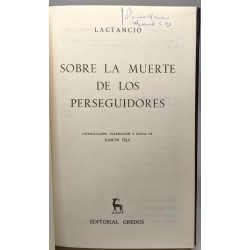 LACTANCIO
SOBRE LA MUERTE
DE LOS
PERSEGUIDORES
INTRODUCCIÓN, TRADUCCIÓN Y NOTAS DE
RAMÓN TEJA
EDITORIAL GREDOS